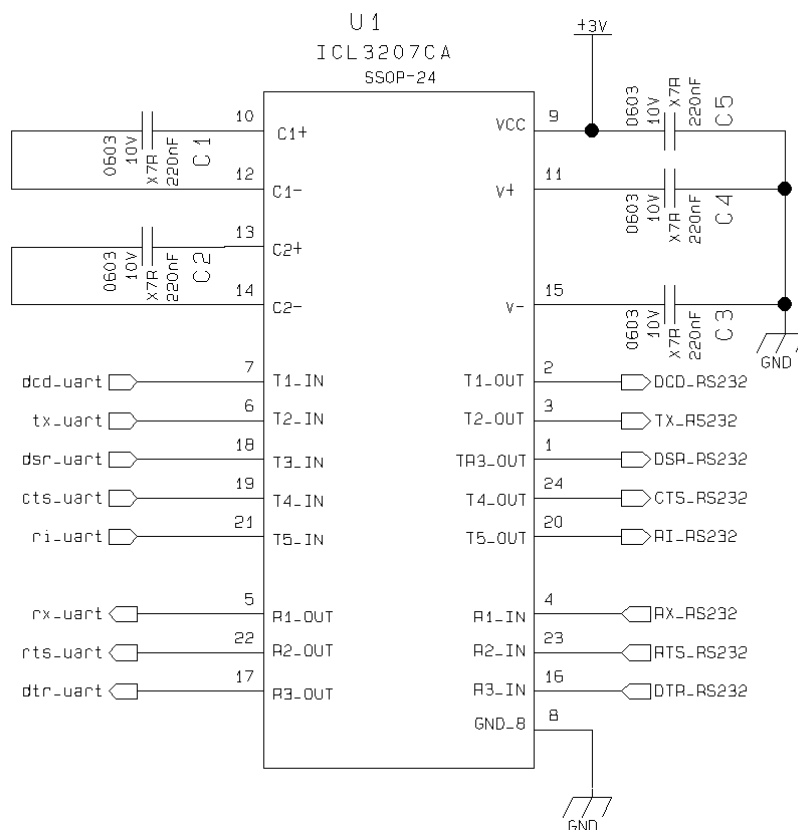 U1
ICL3207CA
SSOP-24
+3V
10
C1+
12
C1-
13
C2+
14
C2-
0603
10V
X7R
220nF
C1
0603
10V
X7R
220nF
C2
VCC
9
V+
11
V-
15
0603
10V
X7R
220nF
C5
0603
10V
X7R
220nF
C4
0603
10V
X7R
220nF
C3
GND
dcd_uart 7 T1_IN T1_OUT 2 DCD_RS232
tx_uart 6 T2_IN T2_OUT 3 TX_RS232
dsr_uart 18 T3_IN TR3_OUT 1 DSR_RS232
cts_uart 19 T4_IN T4_OUT 24 CTS_RS232
ri_uart 21 T5_IN T5_OUT 20 RI_RS232
rx_uart 5 R1_OUT R1_IN 4 RX_RS232
rts_uart 22 R2_OUT R2_IN 23 RTS_RS232
dtr_uart 17 R3_OUT R3_IN 16 DTR_RS232
GND_8 8
GND